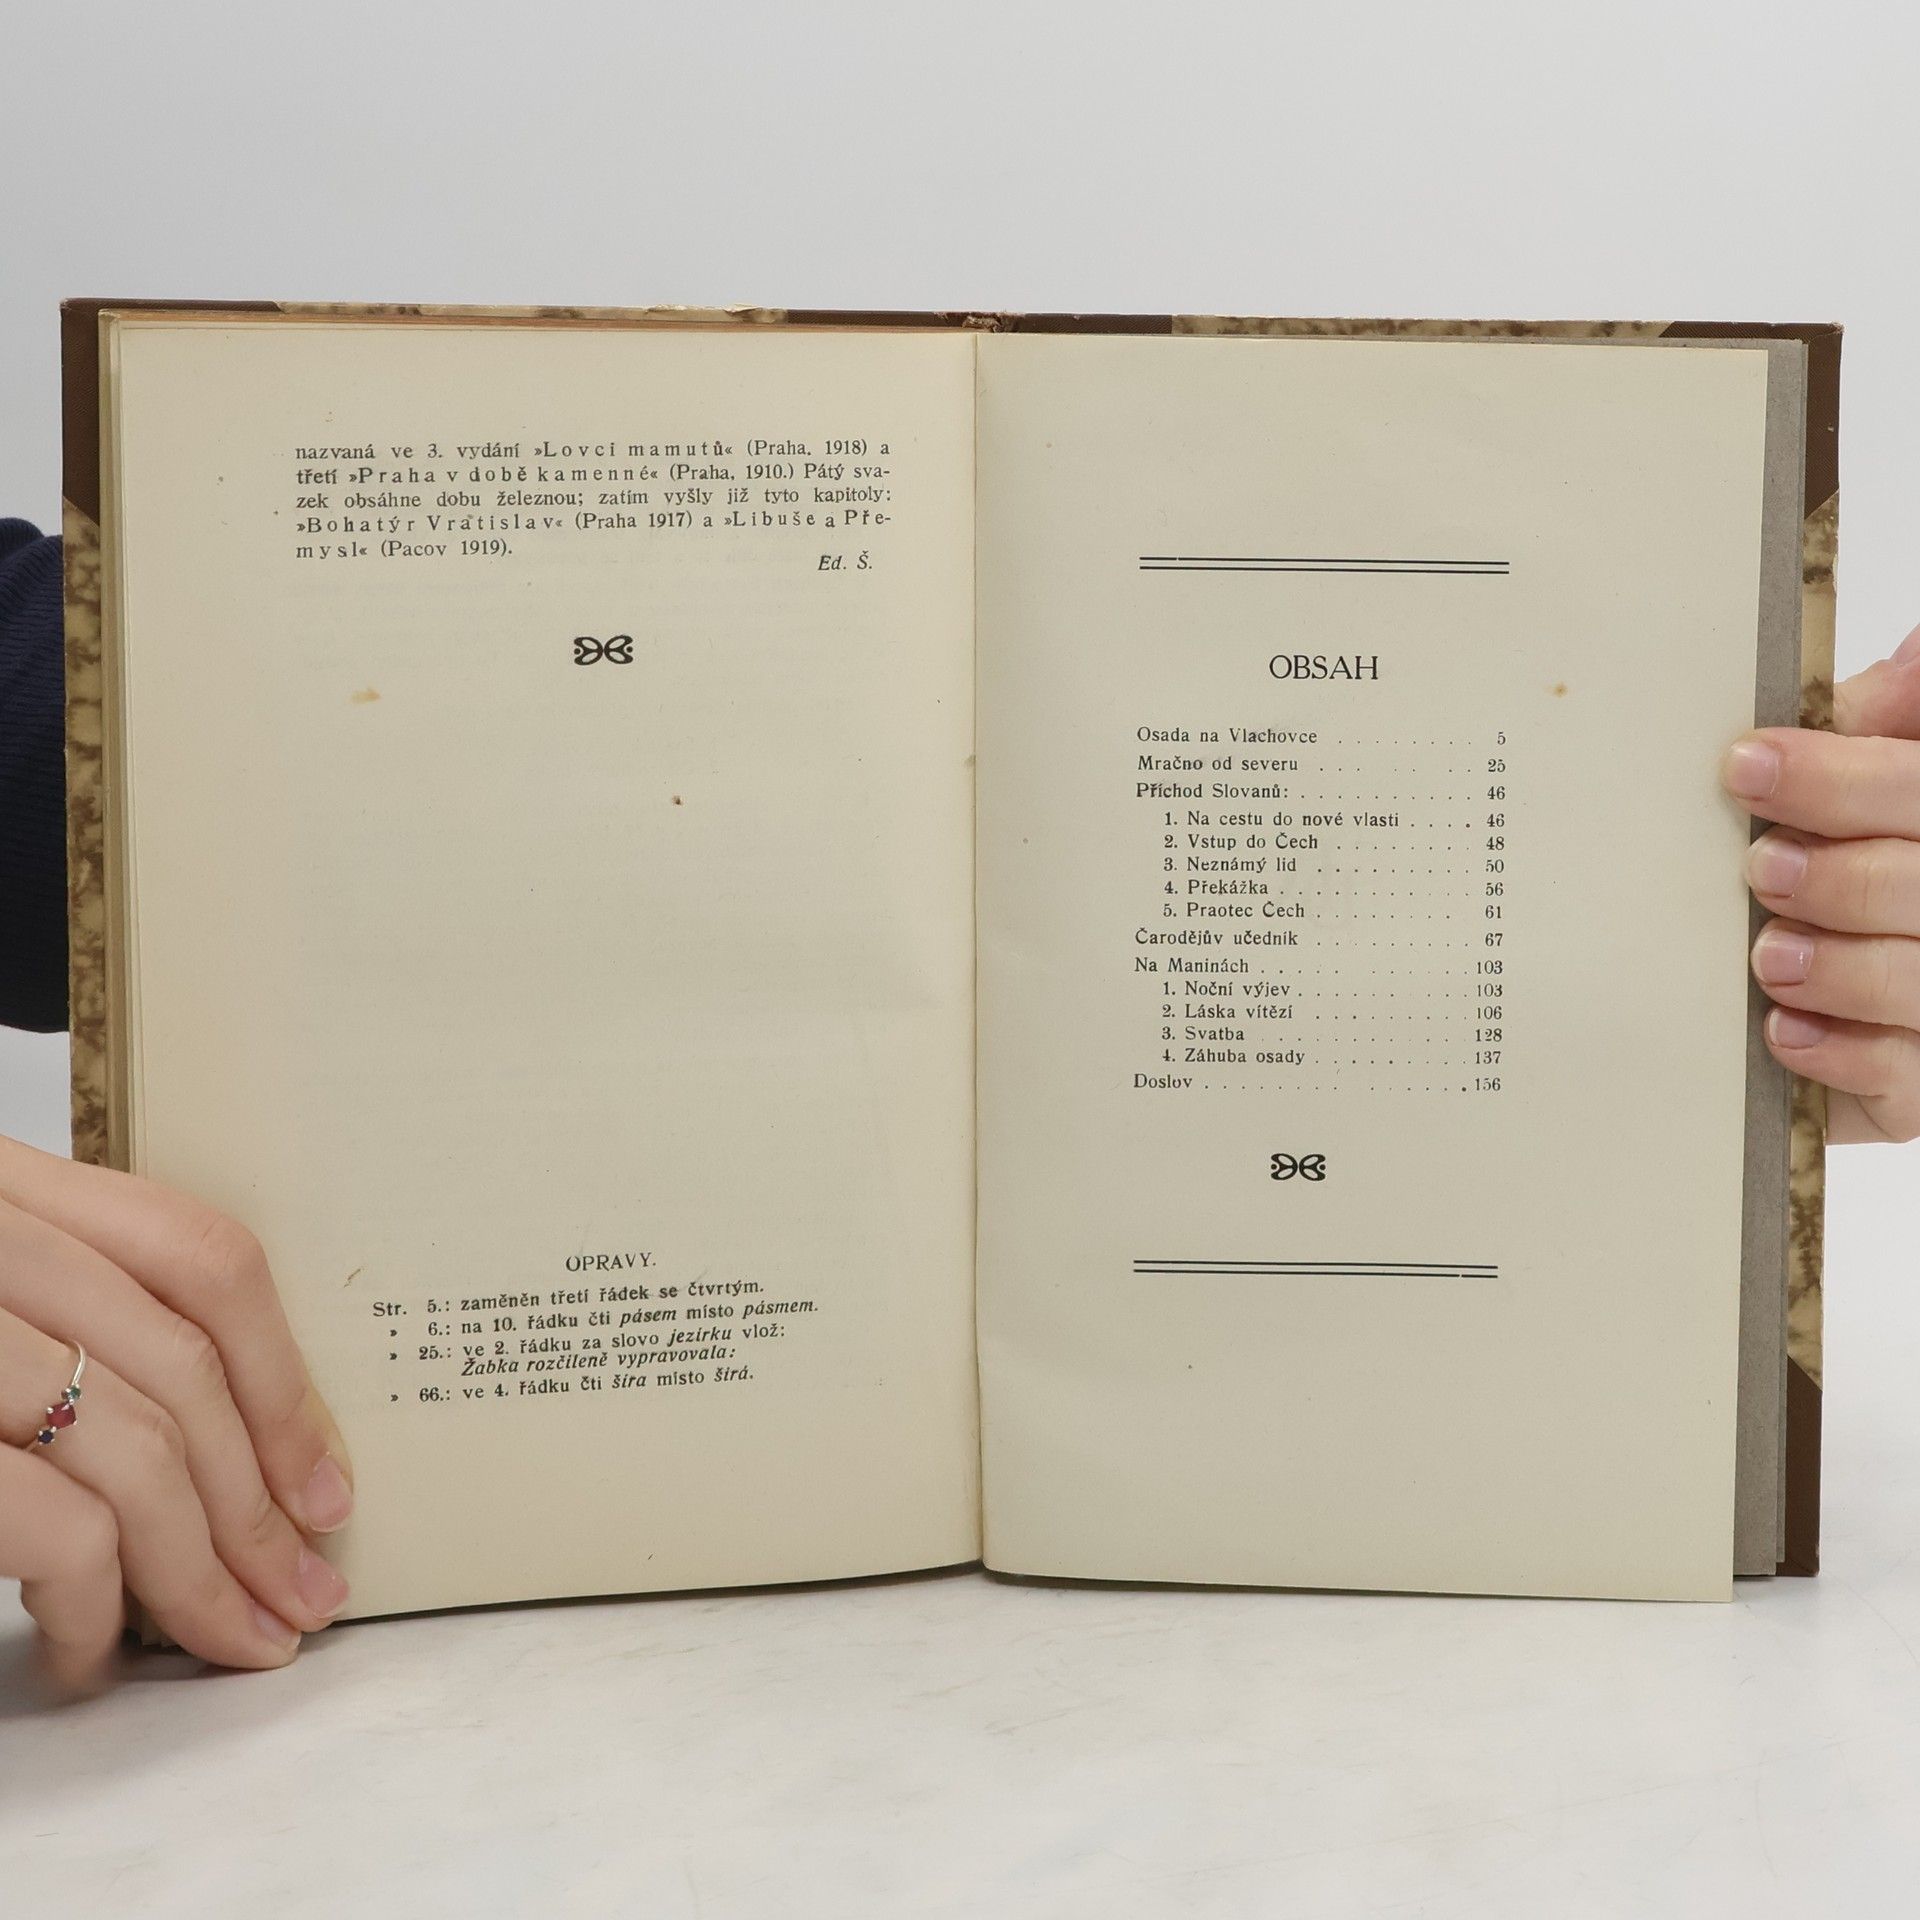 nazvaná ve 3. vydání »Lovci mamutů« (Praha, 1918) a
třetí »Praha v době kamenné« (Praha, 1910.) Pátý sva-
zek obsáhne dobu železnou; zatím vyšly již tyto kapitoly:
»Bohatýr Vratislav« (Praha 1917) a »Libuše a Pře-
mysl« (Pacov 1919).
Ed. Š.
OPRAVY.
Str. 5.: zaměněn třetí řádek se čtvrtým.
» 6.: na 10. řádku čti pásem místo pásmem.
» 25.: ve 2. řádku za slovo jezírku vlož:
Žabka rozčileně vypravovala:
» 66.: ve 4. řádku čti šíra místo širá.
OBSAH
Osada na Vlachovce . . . . . . . . 5
Mračno od severu . . . . . . . 25
Příchod Slovanů: . . . . . . . . . . 46
1. Na cestu do nové vlasti . . . . 46
2. Vstup do Čech . . . . . . . . 48
3. Neznámý lid . . . . . . . . . 50
4. Překážka . . . . . . . . . . . 56
5. Praotec Čech . . . . . . . . 61
Čarodějův učedník . . . . . . . . . 67
Na Maninách . . . . . . . . . . . 103
1. Noční výjev . . . . . . . . . 103
2. Láska vítězí . . . . . . . . . 106
3. Svatba . . . . . . . . . . . . 128
4. Záhuba osady . . . . . . . . . 137
Doslov . . . . . . . . . . . . . . 156